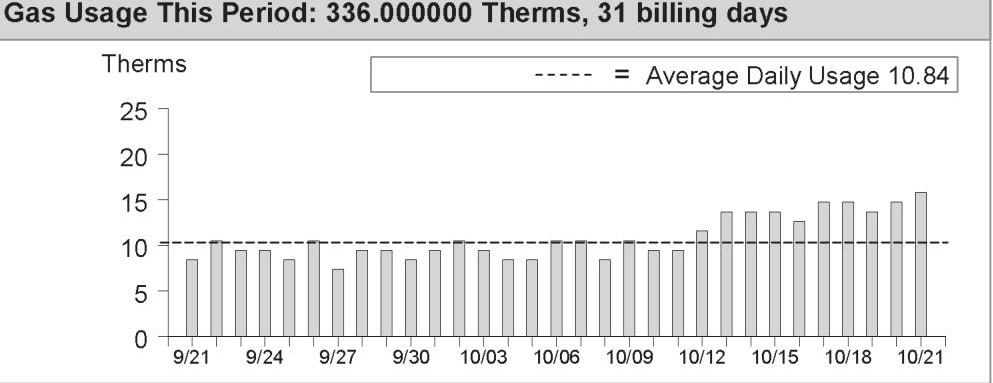 Gas Usage This Period: 336.000000 Therms, 31 billing days
Therms
----- = Average Daily Usage 10.84
25
20
15
10
5
0
9/21 9/24 9/27 9/30 10/03 10/06 10/09 10/12 10/15 10/18 10/21